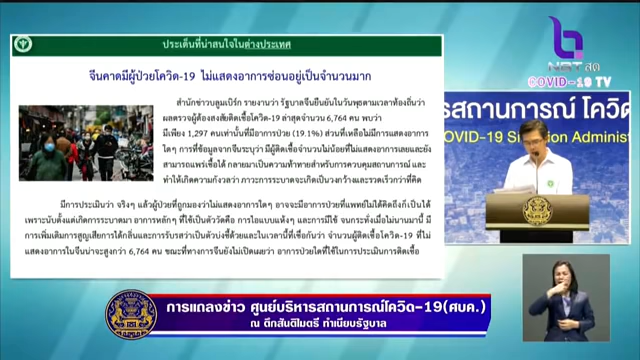 ประเด็นที่น่าสนใจในต่างประเทศ
จีนคาดมีผู้ป่วยโควิด-19 ไม่แสดงอาการซ่อนอยู่เป็นจำนวนมาก
สำนักข่าวบลูมเบิร์ก รายงานว่า รัฐบาลจีนยืนยันในวันพุธตามเวลาท้องถิ่นว่า
ผลตรวจผู้ต้องสงสัยติดเชื้อโควิด-19 ล่าสุดจำนวน 6,764 คน พบว่า
มีเพียง 1,297 คนเท่านั้นที่มีอาการป่วย (19.1%) ส่วนที่เหลือไม่มีการแสดงอาการ
ใดๆ การที่ข้อมูลจากจีนระบุว่า มีผู้ติดเชื้อจำนวนไม่น้อยที่ไม่แสดงอาการเลยและยัง
สามารถแพร่เชื้อได้ กลายมาเป็นความท้าทายสำหรับการควบคุมสถานการณ์ และ
ทำให้เกิดความกังวลว่า ภาวะการระบาดจะเกิดเป็นวงกว้างและรวดเร็วกว่าที่คิด
มีการประเมินว่า จริงๆ แล้วผู้ป่วยที่ถูกมองว่าไม่แสดงอาการใดๆ อาจจะมีอาการป่วยที่แพทย์ไม่ได้คิดถึงก็เป็นได้
เพราะนับตั้งแต่เกิดการระบาดมา อาการหลักๆ ที่ใช้เป็นตัววัดคือ การไอแบบแห้งๆ และการมีไข้ จนกระทั่งเมื่อไม่นานมานี้ มี
การเพิ่มเติมการสูญเสียการได้กลิ่นและการรับรสว่าเป็นตัวบ่งชี้ด้วยและในเวลานี้ที่เชื่อกันว่า จำนวนผู้ติดเชื้อโควิด-19 ที่ไม่
แสดงอาการในจีนน่าจะสูงกว่า 6,764 คน ขณะที่ทางการจีนยังไม่เปิดเผยว่า อาการป่วยใดที่ใช้ในการประเมินการติดเชื้อ
NBT สด
COVID-19 TV
รสถานการณ์ โควิด
OVID-19 Si Administ
การแถลงข่าว ศูนย์บริหารสถานการณ์โควิด-19(ศบค.)
ณ ตึกสันติไมตรี ทำเนียบรัฐบาล